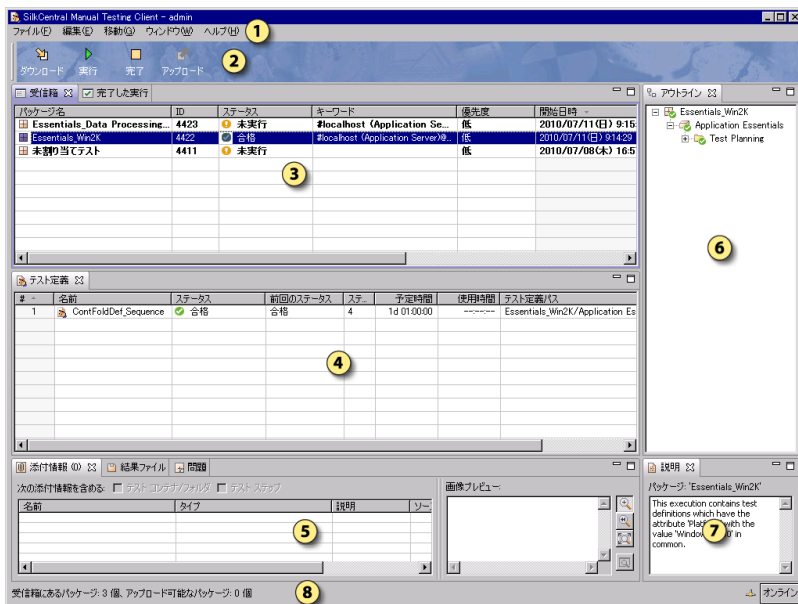 SilkCentral Manual Testing Client - admin
ファイル(F) 編集(E) 移動(G) ウィンドウ(W) ヘルプ(H) 1
ダウンロード 実行 完了 アップロード 2
受信箱 完了した実行
パッケージ名 ID ステータス キーワード 優先度 開始日時
Essentials_Data Processing... 4423 未実行 #localhost (Application Se... 低 2010/07/11(日) 9:15:
Essentials_Win2K 4422 合格 #localhost (Application Server)@... 低 2010/07/11(日) 9:14:29
未割り当てテスト 4411 未実行 低 2010/07/08(木) 16:5
3
アウトライン
Essentials_Win2K
Application Essentials
Test Planning
6
テスト定義
# 名前 ステータス 前回のステータス ステ... 予定時間 使用時間 テスト定義パス
1 ContFoldDef_Sequence 合格 合格 4 1d 01:00:00 --:--:-- Essentials_Win2K/Application Es
4
添付情報 (0) 結果ファイル 問題
次の添付情報を含める: テスト コンテナ/フォルダ テスト ステップ
名前 タイプ 説明 ソー
5
画像プレビュー:
説明
パッケージ: 'Essentials_Win2K'
This execution contains test
definitions which have the
attribute 'Platf with the
value 'Window 0' in
common.
7
受信箱にあるパッケージ: 3 個、アップロード可能なパッケージ: 0 個 8 オンライン